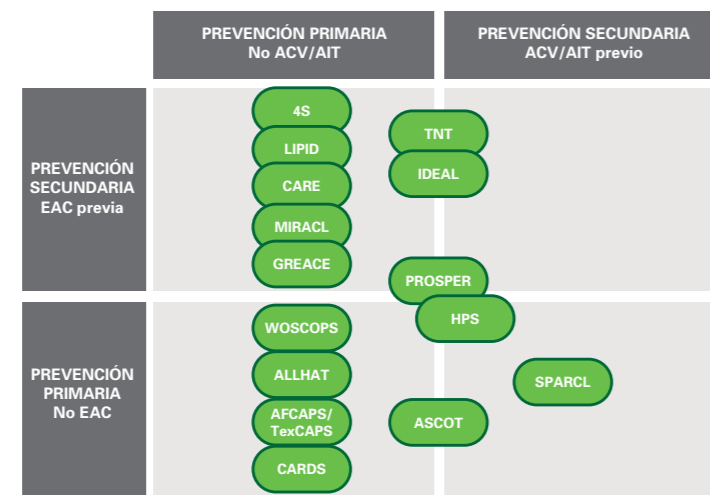 PREVENCIÓN PRIMARIA
No ACV/AIT
PREVENCIÓN SECUNDARIA
ACV/AIT previo
PREVENCIÓN
SECUNDARIA
EAC previa
4S
LIPID
CARE
MIRACL
GREACE
TNT
IDEAL
PROSPER
HPS
PREVENCIÓN
PRIMARIA
No EAC
WOSCOPS
ALLHAT
AFCAPS/
TexCAPS
CARDS
ASCOT
SPARCL